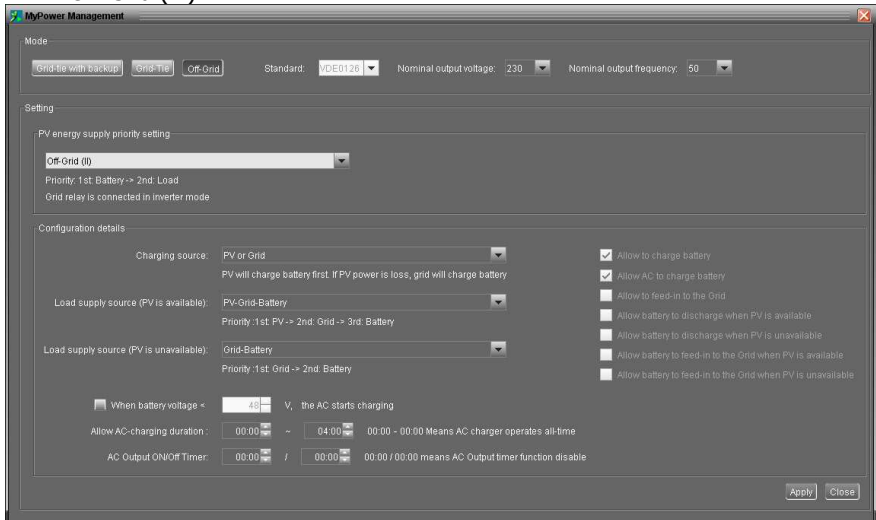 MyPower Management
Mode
Grid-tie with backup Grid-Tie Off-Grid Standard: VDE0126 Nominal output voltage: 230 Nominal output frequency: 50
Setting
PV energy supply priority setting
Off-Grid (II)
Priority: 1st: Battery -> 2nd: Load
Grid relay is connected in inverter mode
Configuration details
Charging source: PV or Grid
PV will charge battery first. If PV power is loss, grid will charge battery
Load supply source (PV is available): PV-Grid-Battery
Priority :1st: PV -> 2nd: Grid -> 3rd: Battery
Load supply source (PV is unavailable): Grid-Battery
Priority :1st: Grid -> 2nd: Battery
Allow to charge battery
Allow AC to charge battery
Allow to feed-in to the Grid
Allow battery to discharge when PV is available
Allow battery to discharge when PV is unavailable
Allow battery to feed-in to the Grid when PV is available
Allow battery to feed-in to the Grid when PV is unavailable
When battery voltage < 48 V, the AC starts charging
Allow AC-charging duration : 00:00 ~ 04:00 00:00 - 00:00 Means AC charger operates all-time
AC Output ON/Off Timer: 00:00 / 00:00 00:00 / 00:00 means AC Output timer function disable
Apply Close